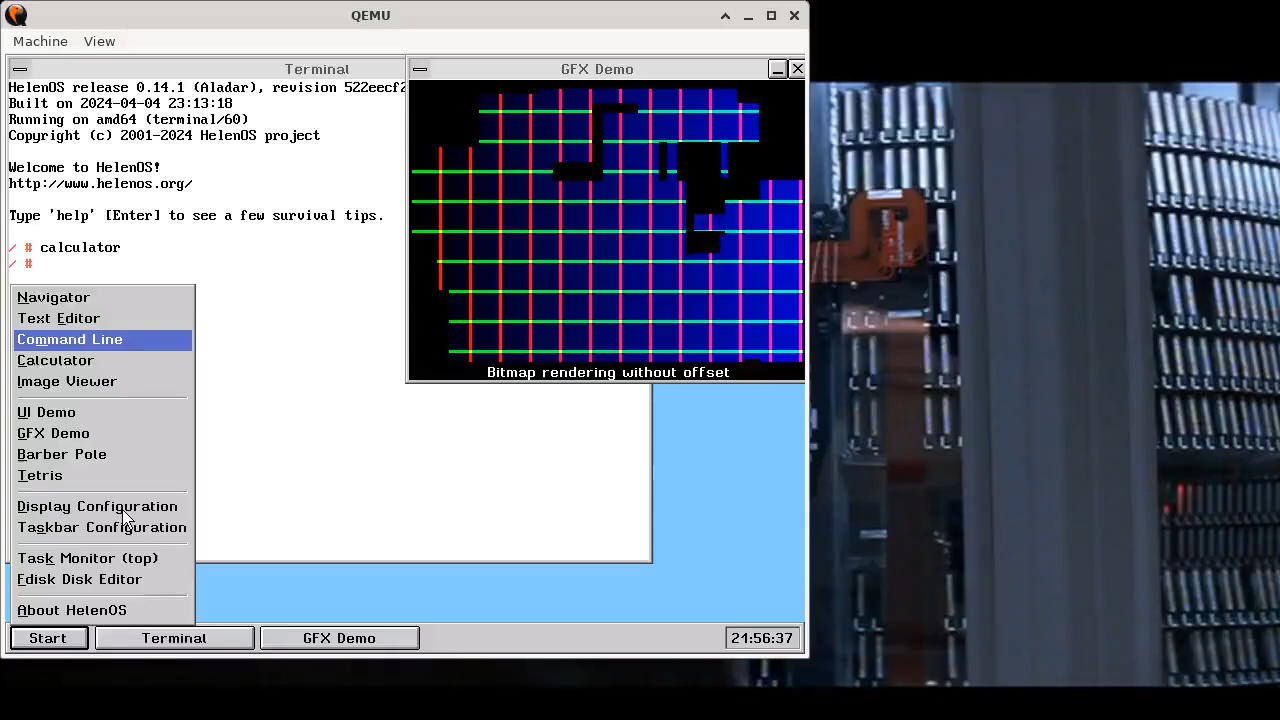 QEMU
Machine View
Terminal
HelenOS release 0.14.1 (Aladar), revision 522eecf2
Built on 2024-04-04 23:13:18
Running on amd64 (terminal/60)
Copyright (c) 2001-2024 HelenOS project
Welcome to HelenOS!
http://www.helenos.org/
Type 'help' [Enter] to see a few survival tips.
/ # calculator
/ #
GFX Demo
Bitmap rendering without offset
Navigator
Text Editor
Command Line
Calculator
Image Viewer
UI Demo
GFX Demo
Barber Pole
Tetris
Display Configuration
Taskbar Configuration
Task Monitor (top)
Edisk Disk Editor
About HelenOS
Start Terminal GFX Demo 21:56:37